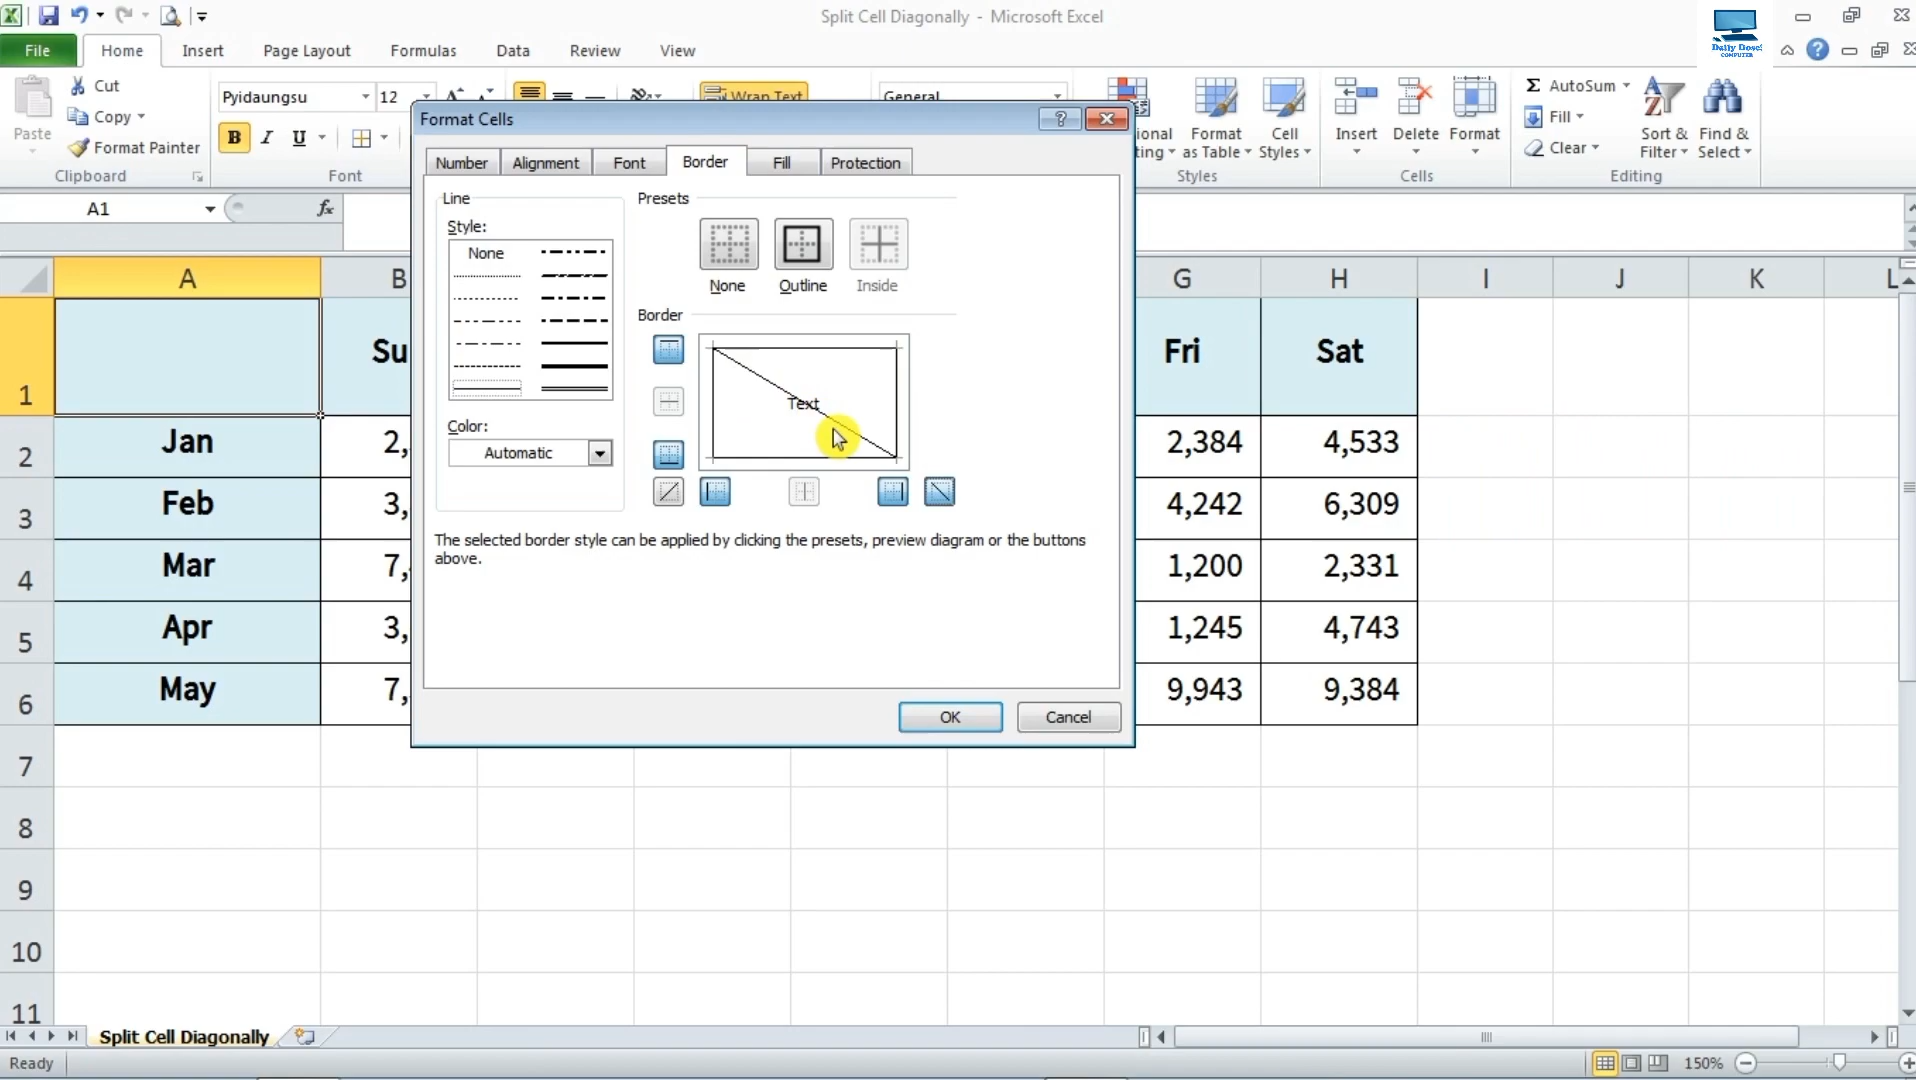 Split Cell Diagonally - Microsoft Excel
Daily Dose!
COMPUTER
File Home Insert Page Layout Formulas Data Review View
Paste Cut Copy Format Painter
Clipboard
Pyidaungsu 12
B I U
Font
Wrap Text
General
Format as Table Cell Styles
Styles
Insert Delete Format
Cells
Σ AutoSum Fill Clear
Sort & Filter Find & Select
Editing
A1 fx
Format Cells
Number Alignment Font Border Fill Protection
Line
Style:
None
Color:
Automatic
Presets
None Outline Inside
Border
Text
The selected border style can be applied by clicking the presets, preview diagram or the buttons
above.
OK Cancel
A B G H I J K L
1 Su Fri Sat
2 Jan 2, 2,384 4,533
3 Feb 3, 4,242 6,309
4 Mar 7, 1,200 2,331
5 Apr 3, 1,245 4,743
6 May 7, 9,943 9,384
7
8
9
10
11
Split Cell Diagonally
Ready 150%